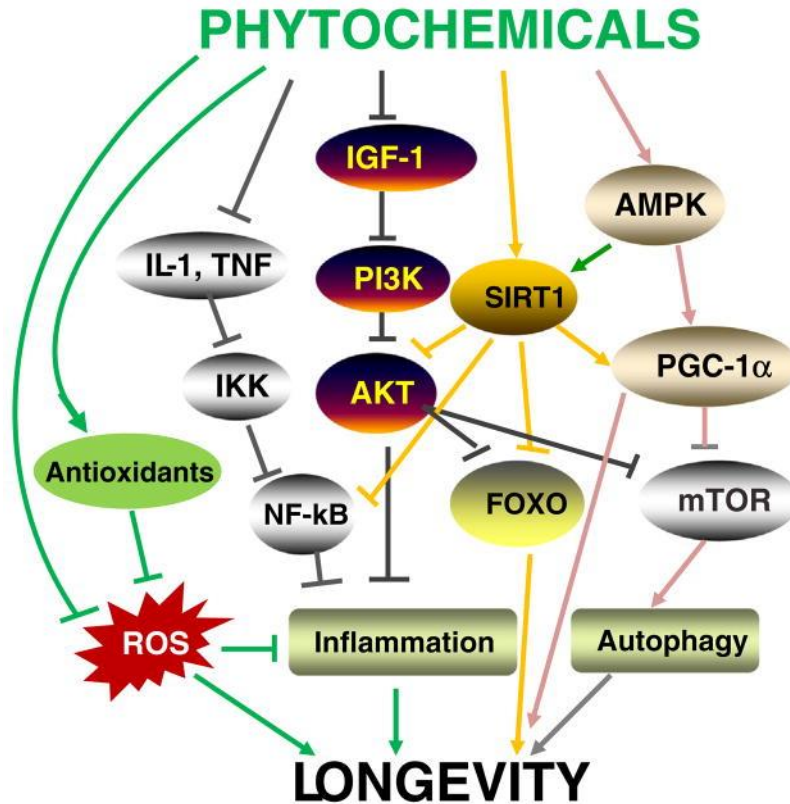 PHYTOCHEMICALS
IGF-1
AMPK
IL-1, TNF
PI3K
SIRT1
IKK
AKT
PGC-1α
Antioxidants
NF-kB
FOXO
mTOR
ROS
Inflammation
Autophagy
LONGEVITY